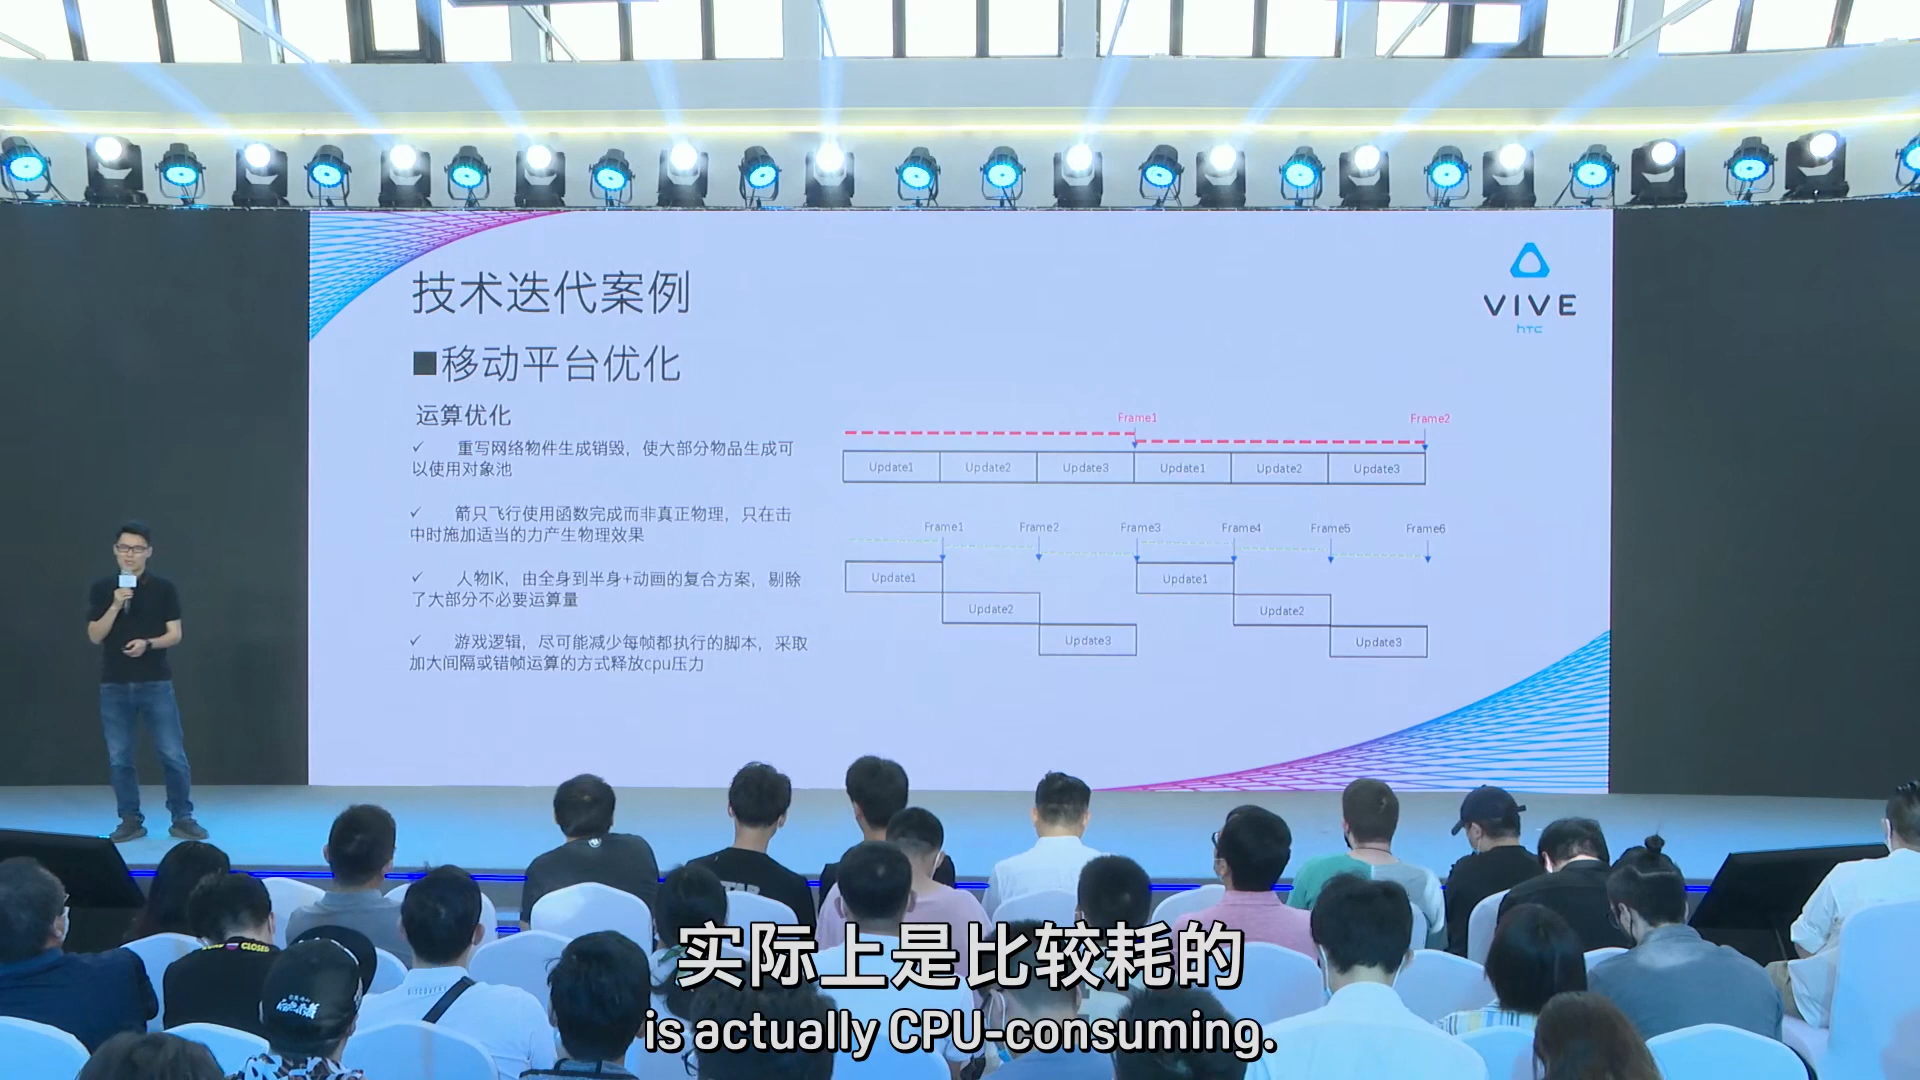 技术迭代案例
VIVE
htc
■移动平台优化
运算优化
✓ 重写网络物件生成销毁，使大部分物品生成可
以使用对象池
✓ 箭只飞行使用函数完成而非真正物理，只在击
中时施加适当的力产生物理效果
✓ 人物IK，由全身到半身+动画的复合方案，剔除
了大部分不必要运算量
✓ 游戏逻辑，尽可能减少每帧都执行的脚本，采取
加大间隔或错帧运算的方式释放cpu压力
Frame1 Frame2
Update1 Update2 Update3 Update1 Update2 Update3
Frame1 Frame2 Frame3 Frame4 Frame5 Frame6
Update1 Update1
Update2 Update2
Update3 Update3
CLOSED
实际上是比较耗的
is actually CPU-consuming.